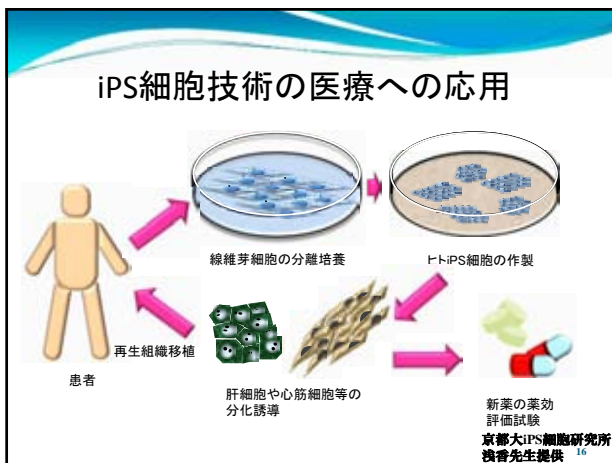 iPS細胞技術の医療への応用
線維芽細胞の分離培養
ヒトiPS細胞の作製
再生組織移植
患者
肝細胞や心筋細胞等の
分化誘導
新薬の薬効
評価試験
京都大iPS細胞研究所
浅香先生提供
16